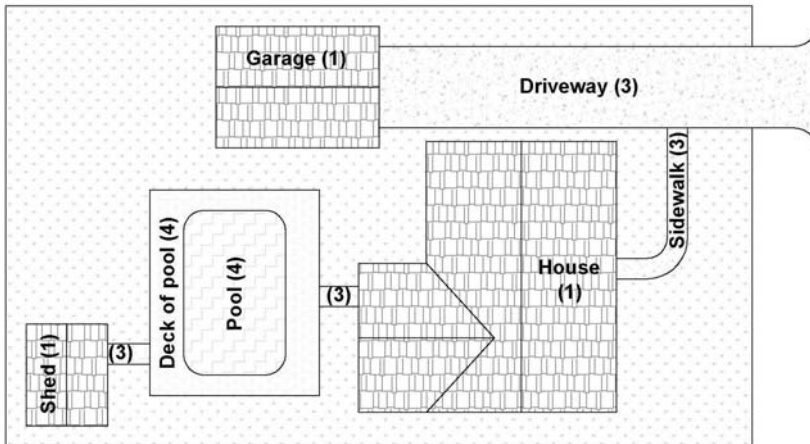 Garage (1)
Driveway (3)
Sidewalk (3)
Deck of pool (4)
Pool (4)
House
(1)
(3)
(3)
Shed (1)